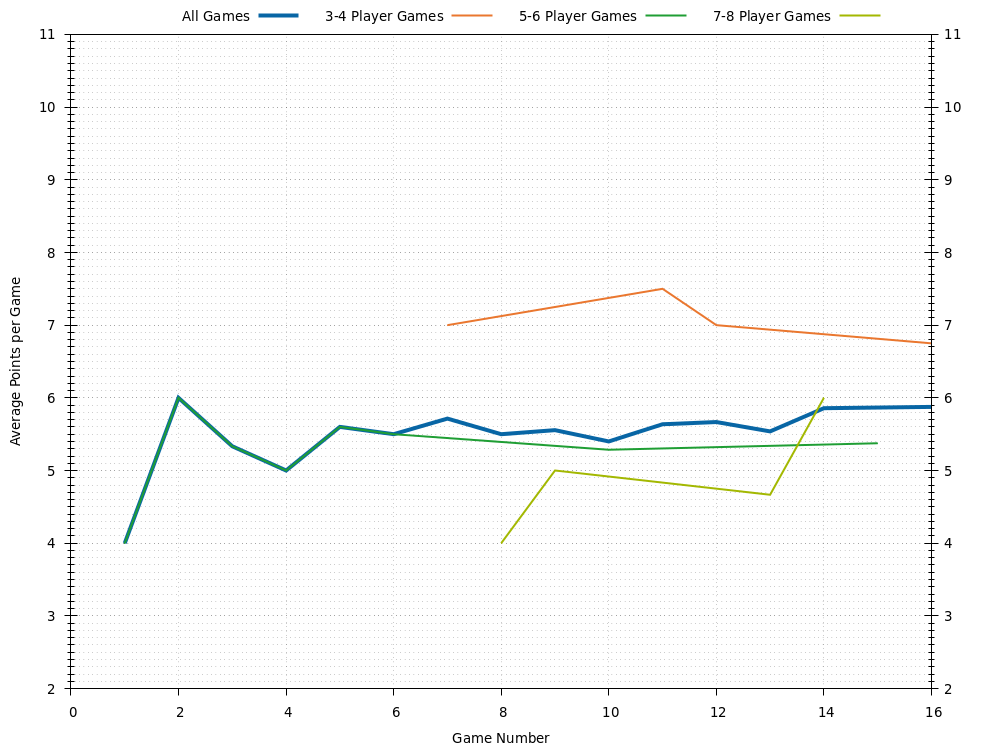 All Games 3-4 Player Games 5-6 Player Games 7-8 Player Games
11 11
10 10
9 9
8 8
7 7
6 6
5 5
4 4
3 3
2 2
Average Points per Game
0 2 4 6 8 10 12 14 16
Game Number